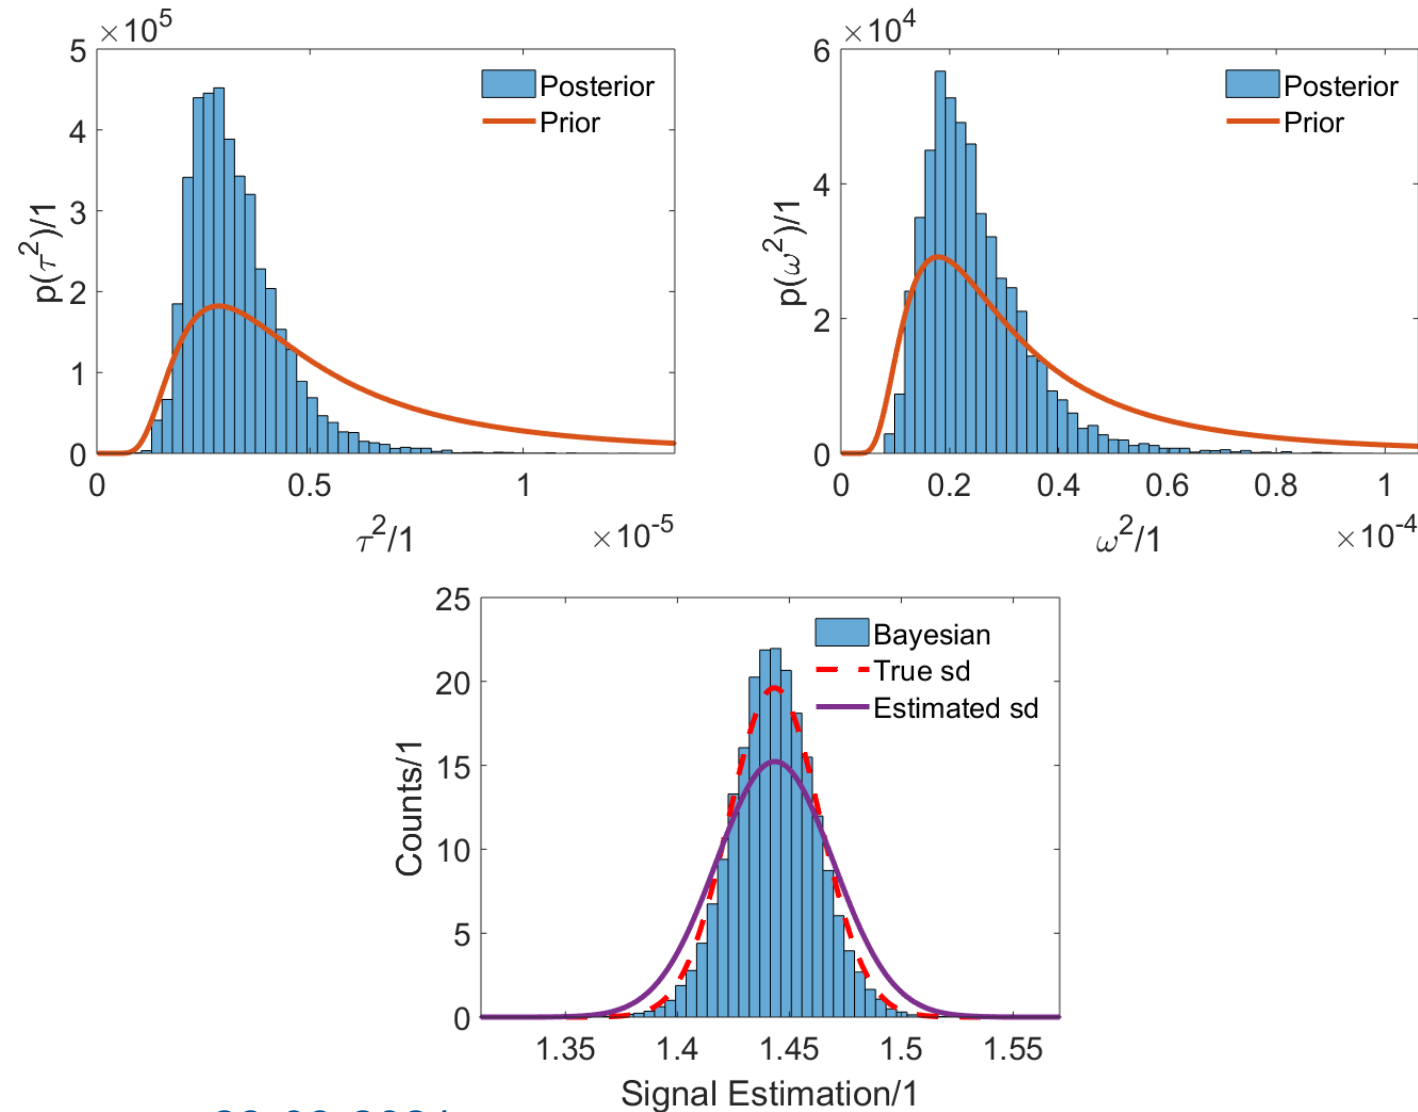 ×10^5
5
4
3
2
1
0
p(τ^2)/1
Posterior
Prior
0 0.5 1
τ^2/1 ×10^-5
×10^4
6
4
2
0
p(ω^2)/1
Posterior
Prior
0 0.2 0.4 0.6 0.8 1
ω^2/1 ×10^-4
25
20
15
10
5
0
Counts/1
Bayesian
True sd
Estimated sd
1.35 1.4 1.45 1.5 1.55
Signal Estimation/1